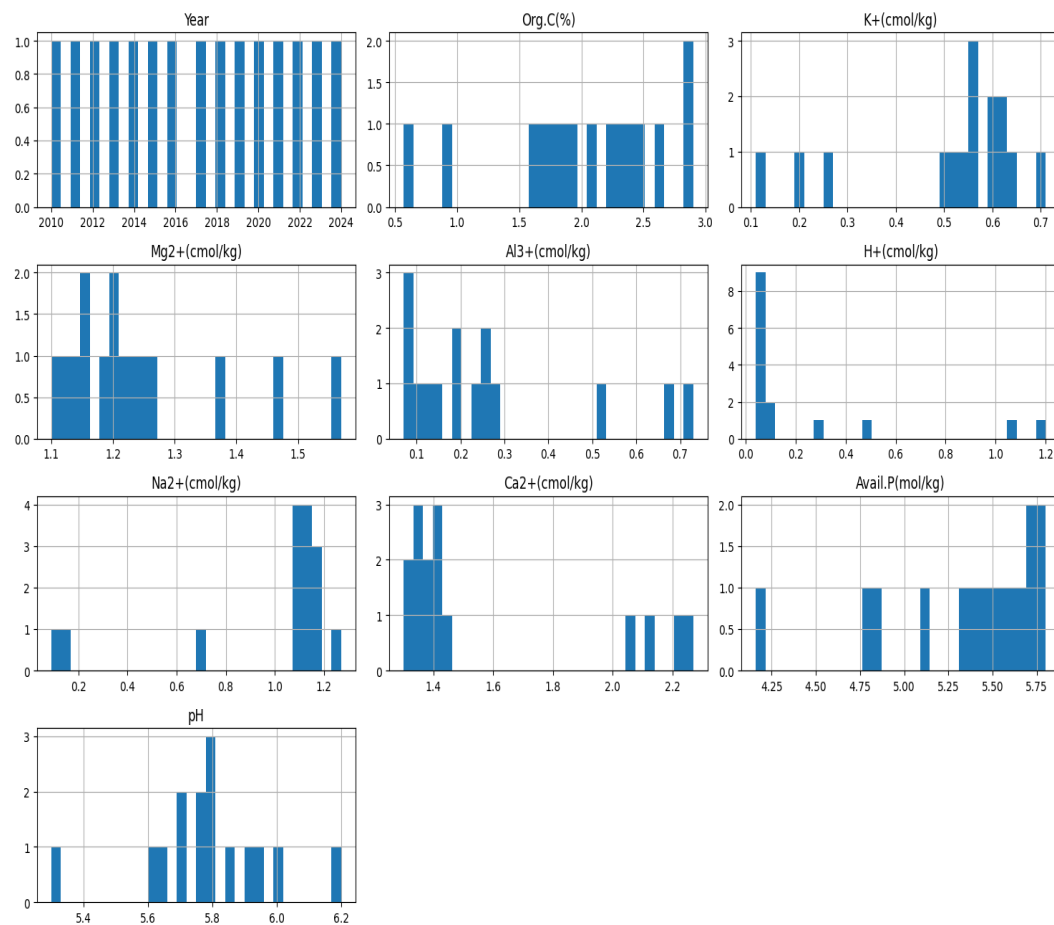 Year
1.0
0.8
0.6
0.4
0.2
0.0
2010 2012 2014 2016 2018 2020 2022 2024
Org.C(%)
2.0
1.5
1.0
0.5
0.0
0.5 1.0 1.5 2.0 2.5 3.0
K+(cmol/kg)
3
2
1
0
0.1 0.2 0.3 0.4 0.5 0.6 0.7
Mg2+(cmol/kg)
2.0
1.5
1.0
0.5
0.0
1.1 1.2 1.3 1.4 1.5
Al3+(cmol/kg)
3
2
1
0
0.1 0.2 0.3 0.4 0.5 0.6 0.7
H+(cmol/kg)
8
6
4
2
0
0.0 0.2 0.4 0.6 0.8 1.0 1.2
Na2+(cmol/kg)
4
3
2
1
0
0.2 0.4 0.6 0.8 1.0 1.2
Ca2+(cmol/kg)
3
2
1
0
1.4 1.6 1.8 2.0 2.2
Avail.P(mol/kg)
2.0
1.5
1.0
0.5
0.0
4.25 4.50 4.75 5.00 5.25 5.50 5.75
pH
3
2
1
0
5.4 5.6 5.8 6.0 6.2